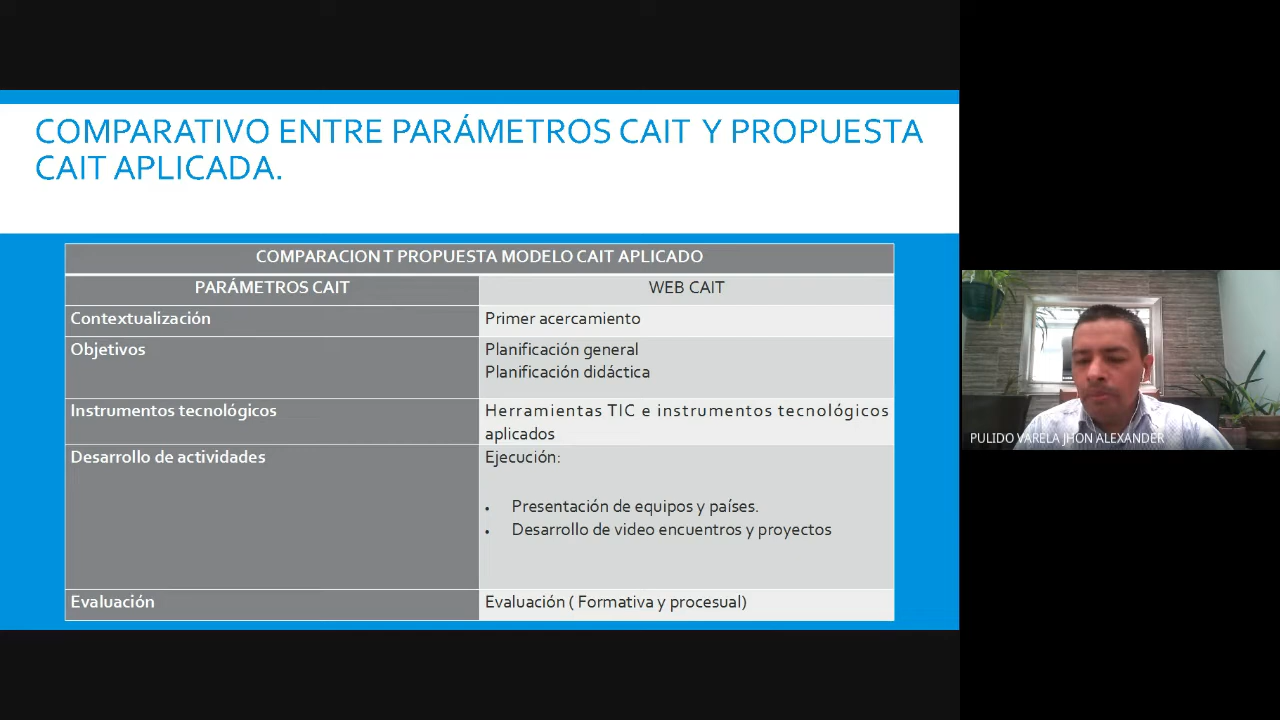 COMPARATIVO ENTRE PARÁMETROS CAIT Y PROPUESTA
CAIT APLICADA.
COMPARACION T PROPUESTA MODELO CAIT APLICADO
PARÁMETROS CAIT
WEB CAIT
Contextualización
Primer acercamiento
Objetivos
Planificación general
Planificación didáctica
Instrumentos tecnológicos
Herramientas TIC e instrumentos tecnológicos
aplicados
Desarrollo de actividades
Ejecución:
• Presentación de equipos y países.
• Desarrollo de video encuentros y proyectos
Evaluación
Evaluación ( Formativa y procesual)
PULIDO VARELA JHON ALEXANDER